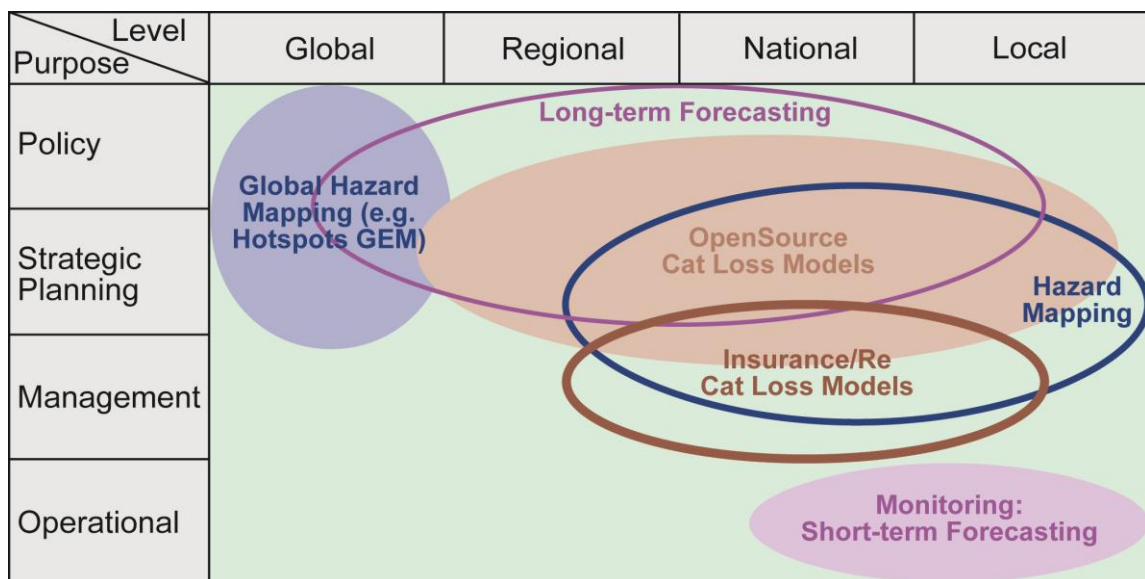 Level
Purpose
Global
Regional
National
Local
Policy
Long-term Forecasting
Global Hazard
Mapping (e.g.
Hotspots GEM)
Strategic
Planning
OpenSource
Cat Loss Models
Hazard
Mapping
Management
Insurance/Re
Cat Loss Models
Operational
Monitoring:
Short-term Forecasting